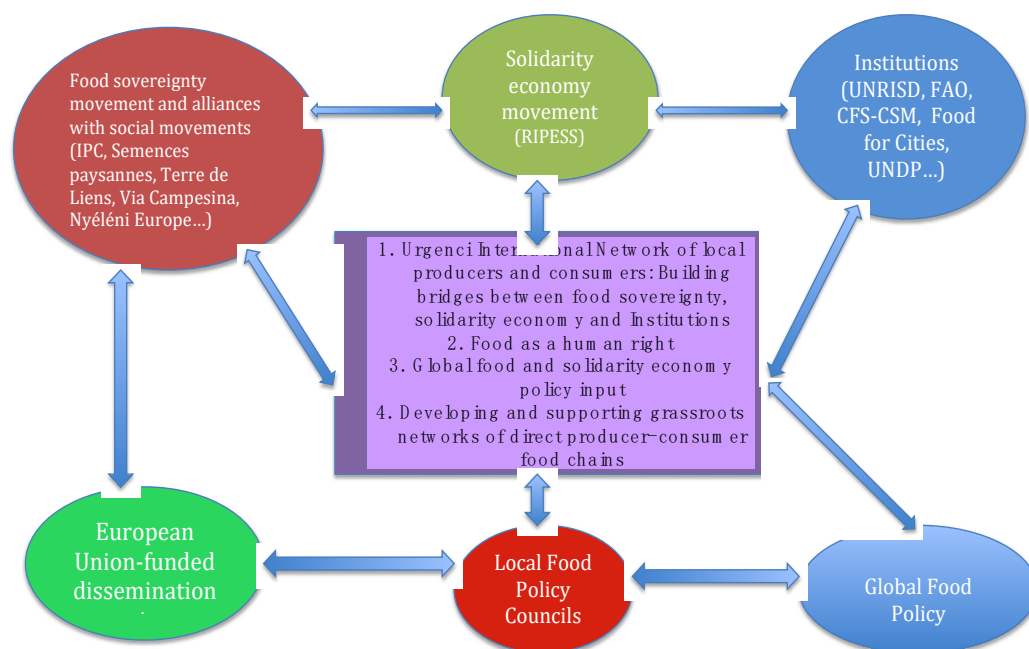 Food sovereignty
movement and alliances
with social movements
(IPC, Semences
paysannes, Terre de
Liens, Via Campesina,
Nyéléni Europe…)
Solidarity
economy
movement
(RIPESS)
Institutions
(UNRISD, FAO,
CFS-CSM, Food
for Cities,
UNDP…)
1. Urgenci International Network of local
producers and consumers: Building
bridges between food sovereignty,
solidarity economy and Institutions
2. Food as a human right
3. Global food and solidarity economy
policy input
4. Developing and supporting grassroots
networks of direct producer-consumer
food chains
European
Union-funded
dissemination
.
Local Food
Policy
Councils
Global Food
Policy